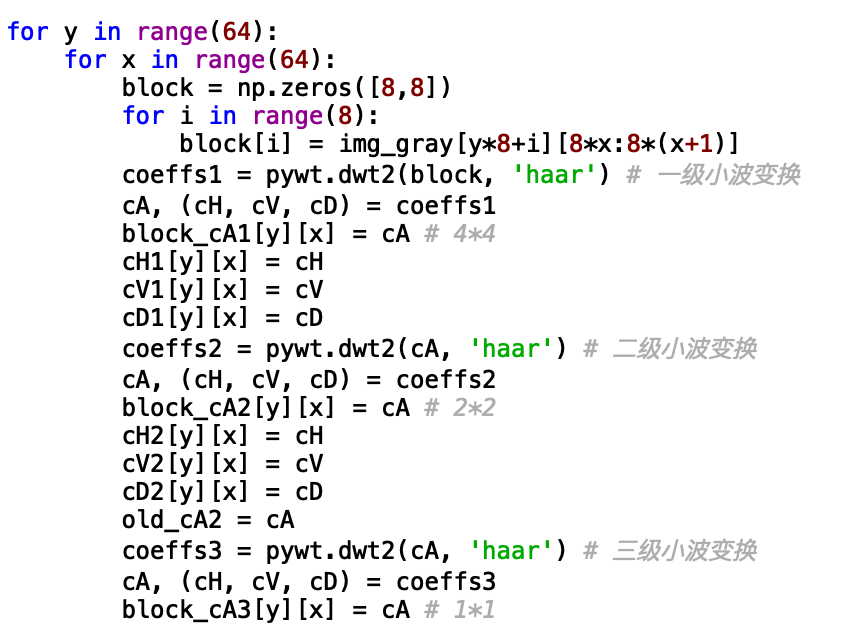 for y in range(64):
    for x in range(64):
        block = np.zeros([8,8])
        for i in range(8):
            block[i] = img_gray[y*8+i][8*x:8*(x+1)]
        coeffs1 = pywt.dwt2(block, 'haar') # 一级小波变换
        cA, (cH, cV, cD) = coeffs1
        block_cA1[y][x] = cA # 4*4
        cH1[y][x] = cH
        cV1[y][x] = cV
        cD1[y][x] = cD
        coeffs2 = pywt.dwt2(cA, 'haar') # 二级小波变换
        cA, (cH, cV, cD) = coeffs2
        block_cA2[y][x] = cA # 2*2
        cH2[y][x] = cH
        cV2[y][x] = cV
        cD2[y][x] = cD
        old_cA2 = cA
        coeffs3 = pywt.dwt2(cA, 'haar') # 三级小波变换
        cA, (cH, cV, cD) = coeffs3
        block_cA3[y][x] = cA # 1*1